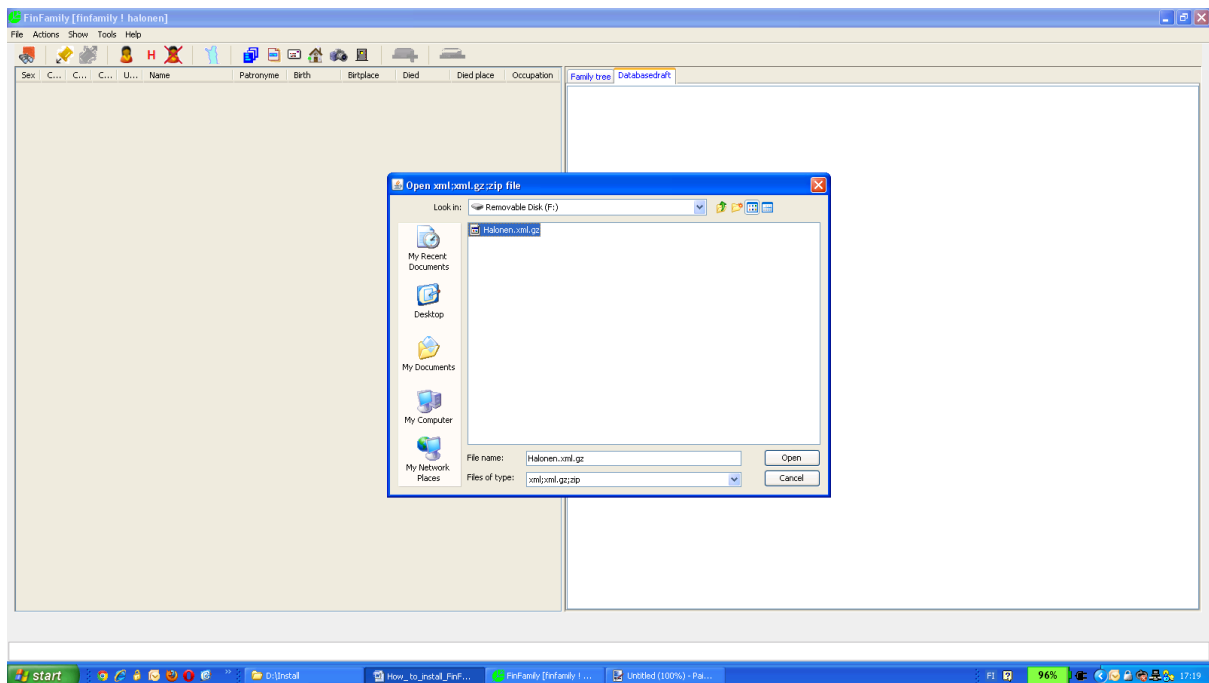 FinFamily [finfamily ! halonen]
File Actions Show Tools Help
H
Sex C... C... C... U... Name Patronyme Birth Birtplace Died Died place Occupation
Family tree Databasedraft
Open xml;xml.gz;zip file
Look in: Removable Disk (F:)
Halonen.xml.gz
My Recent
Documents
Desktop
My Documents
My Computer
My Network
Places
File name: Halonen.xml.gz Open
Files of type: xml;xml.gz;zip Cancel
start D:\Install How_to_install_FinF... FinFamily [finfamily ! ... Untitled (100%) - Pai... FI 96% 17:19